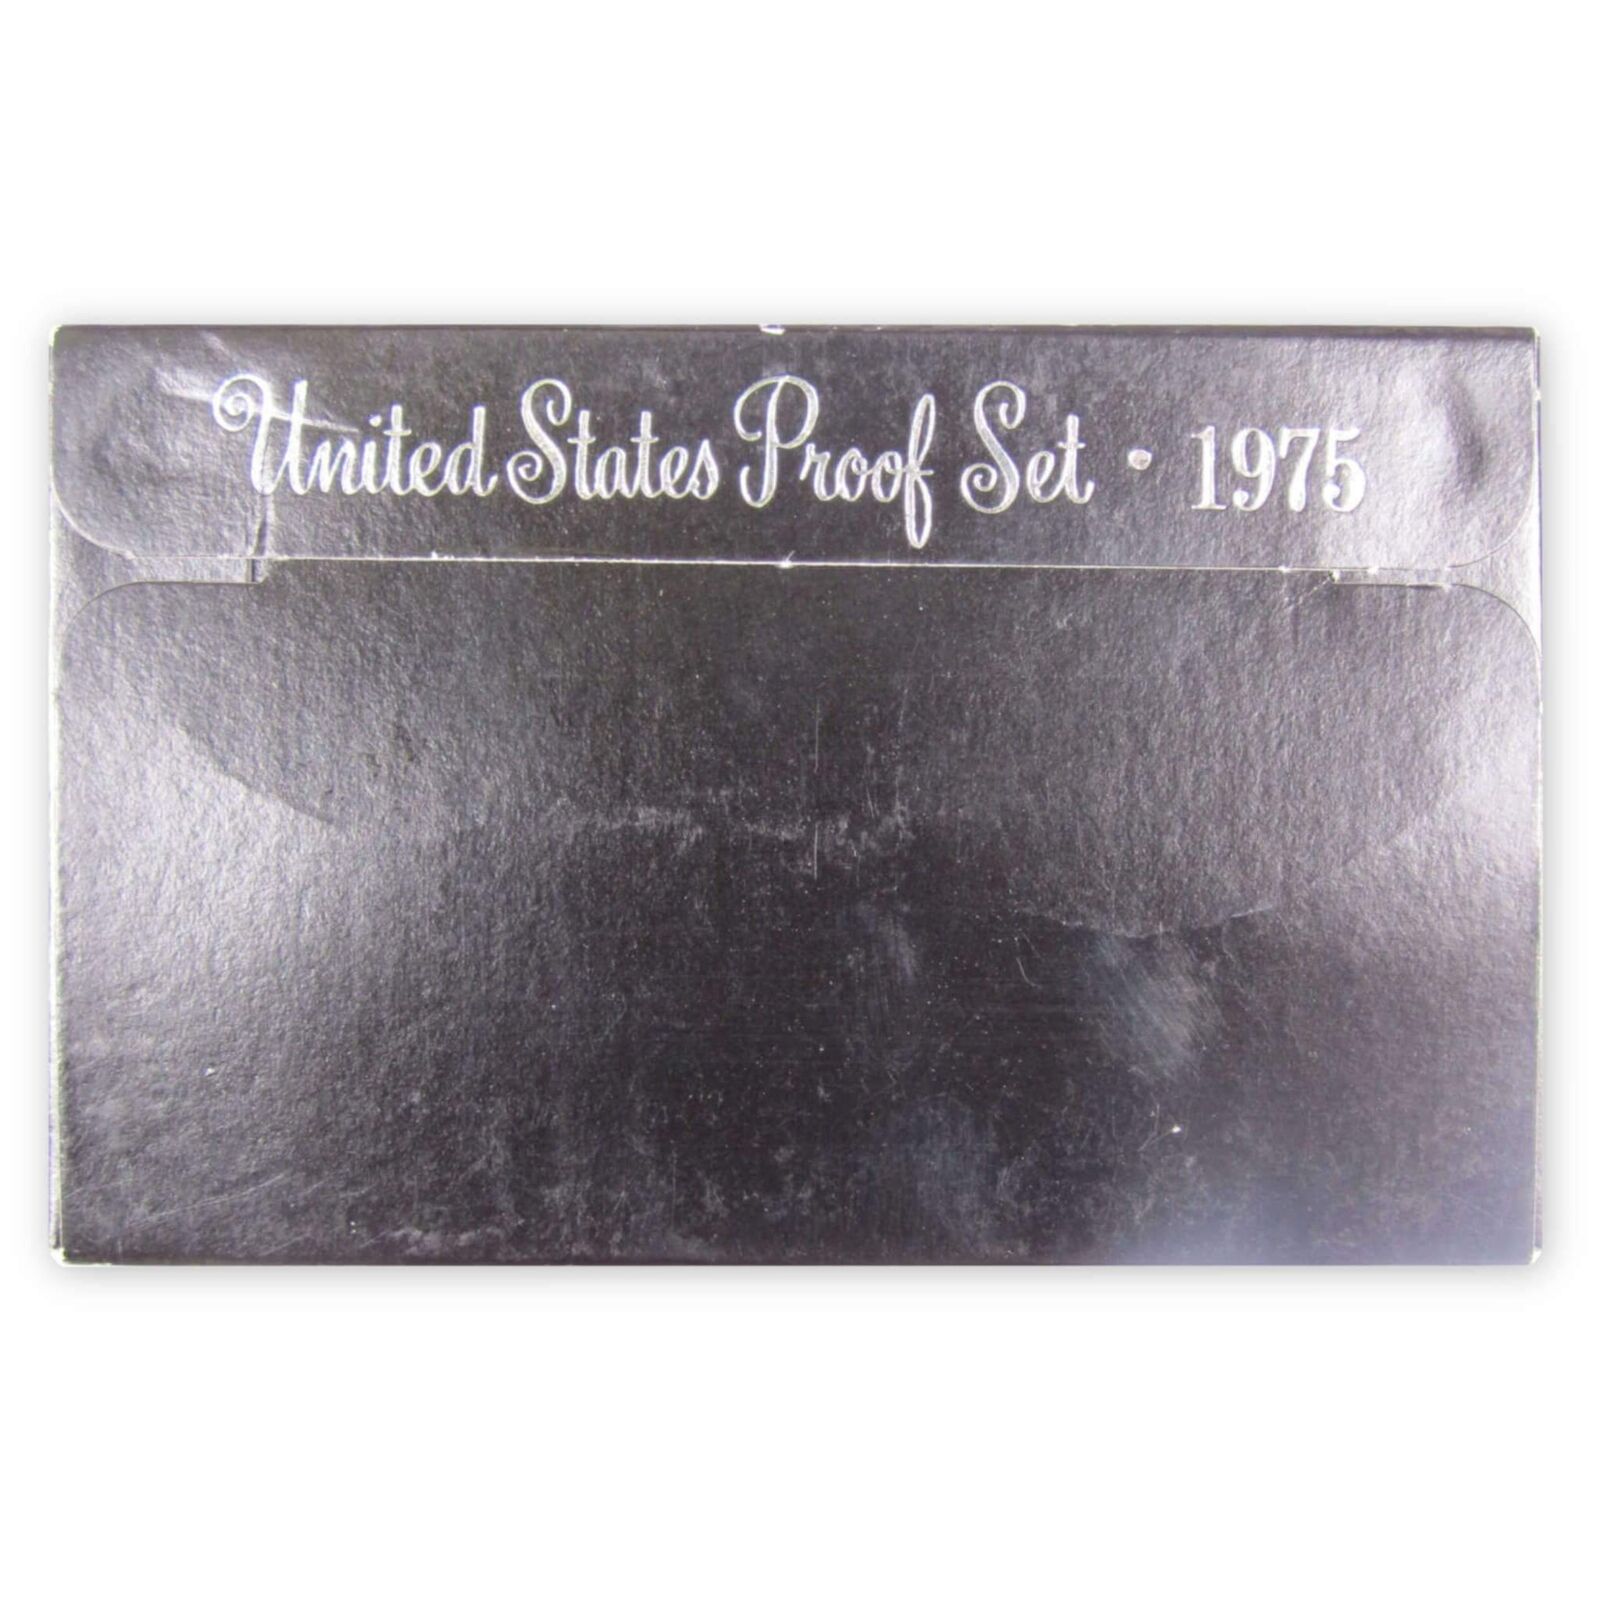 United States Proof Set • 1975